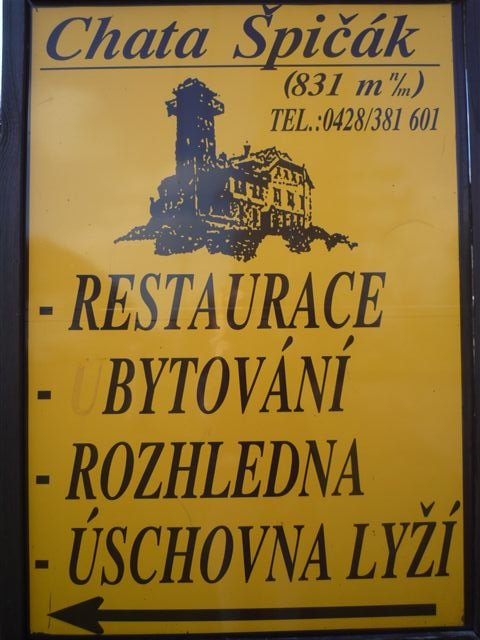 Chata Špičák
(831 m n/m)
TEL.:0428/381 601
- RESTAURACE
- UBYTOVÁNÍ
- ROZHLEDNA
- ÚSCHOVNA LYŽÍ